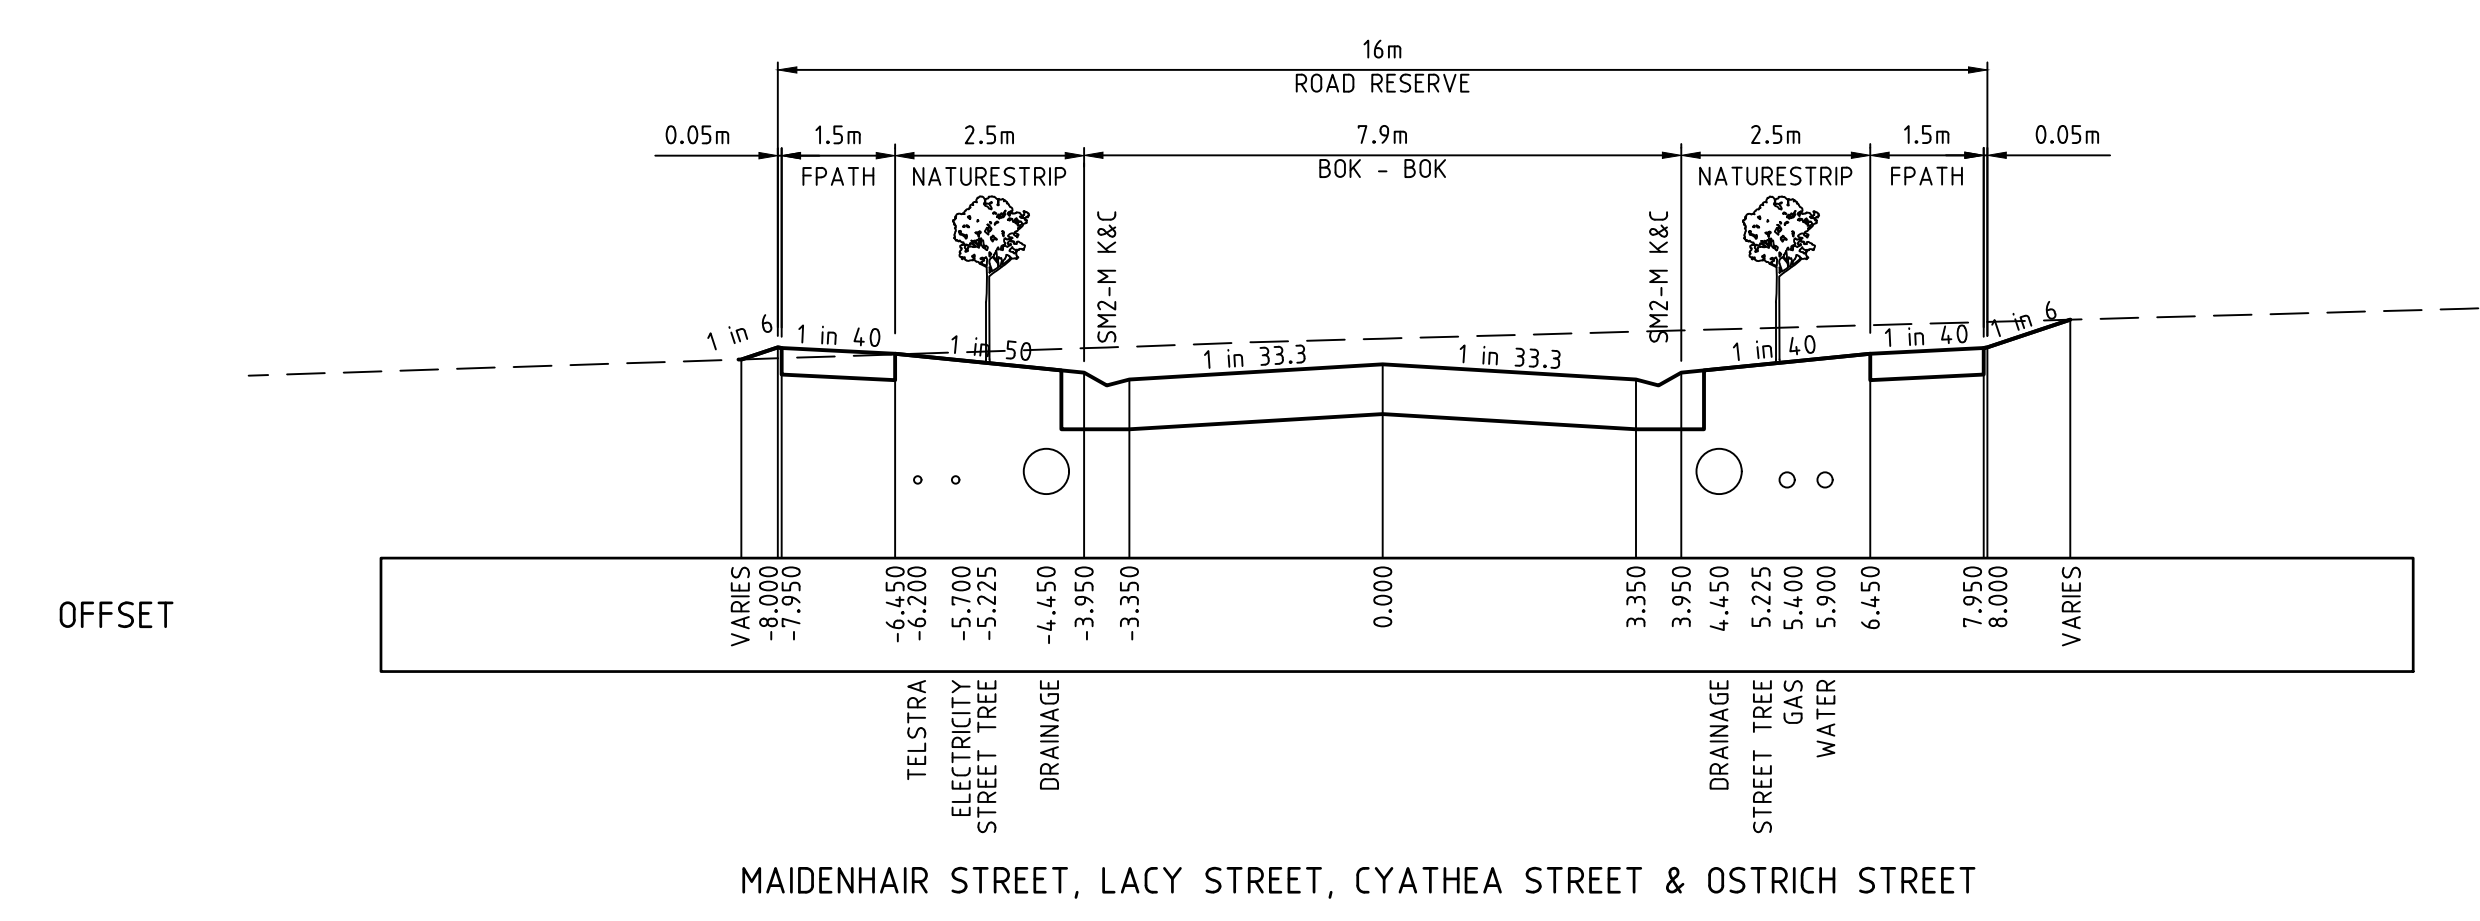 16m
ROAD RESERVE
0.05m 1.5m 2.5m 7.9m 2.5m 1.5m 0.05m
FPATH NATURESTRIP BOK - BOK NATURESTRIP FPATH
SM2-M K&C
SM2-M K&C
1 in 6 1 in 40 1 in 50 1 in 33.3 1 in 33.3 1 in 40 1 in 40 1 in 6
OFFSET
VARIES
-8.000
-7.950
-6.450
-6.200
-5.700
-5.225
-4.450
-3.950
-3.350
0.000
3.350
3.950
4.450
5.225
5.400
5.900
6.450
7.950
8.000
VARIES
TELSTRA
ELECTRICITY
STREET TREE
DRAINAGE
DRAINAGE
STREET TREE
GAS
WATER
MAIDENHAIR STREET, LACY STREET, CYATHEA STREET & OSTRICH STREET